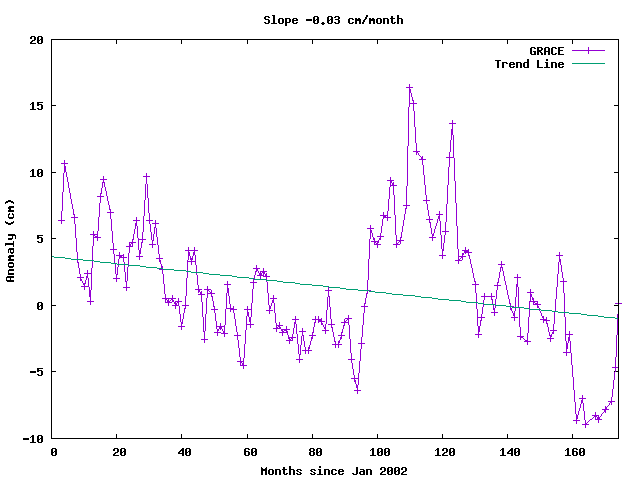 Slope -0.03 cm/month
GRACE
Trend Line
20
15
10
5
0
-5
-10
Anomaly (cm)
0 20 40 60 80 100 120 140 160
Months since Jan 2002